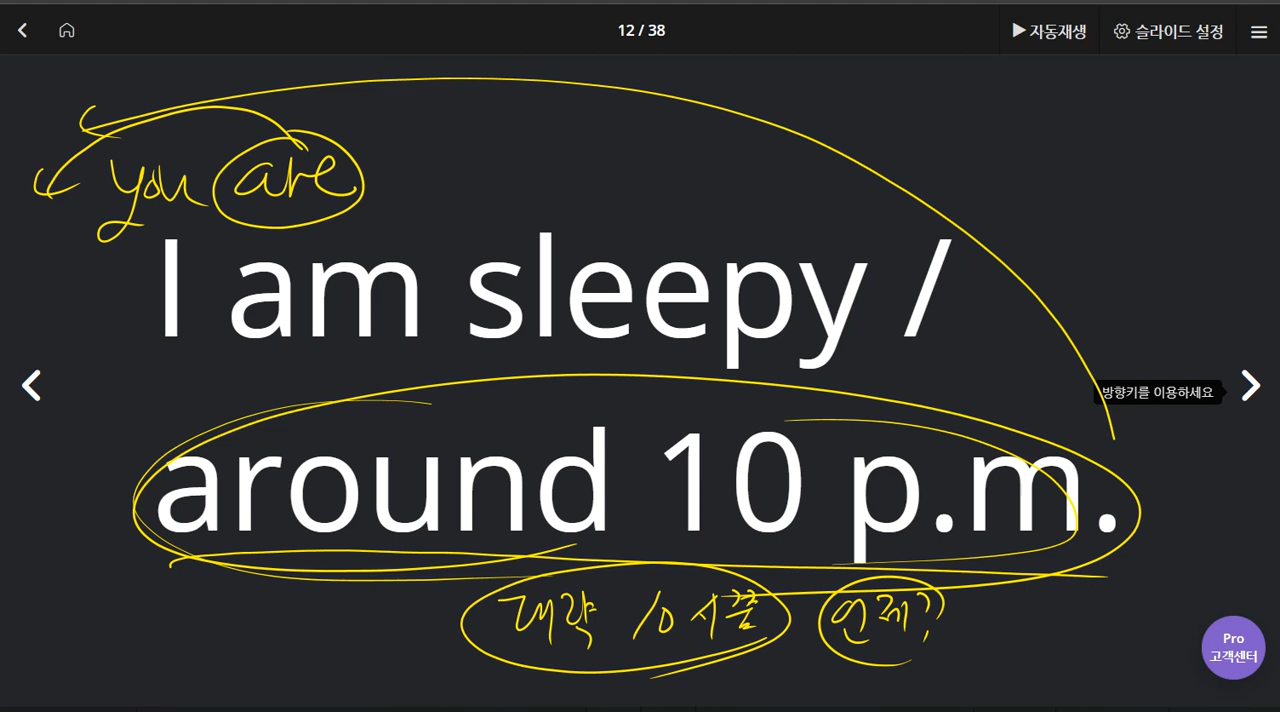 12 / 38
▶ 자동재생
슬라이드 설정
you are
I am sleepy /
방향키를 이용하세요
around 10 p.m.
대략 10시쯤
언제?
Pro
고객센터